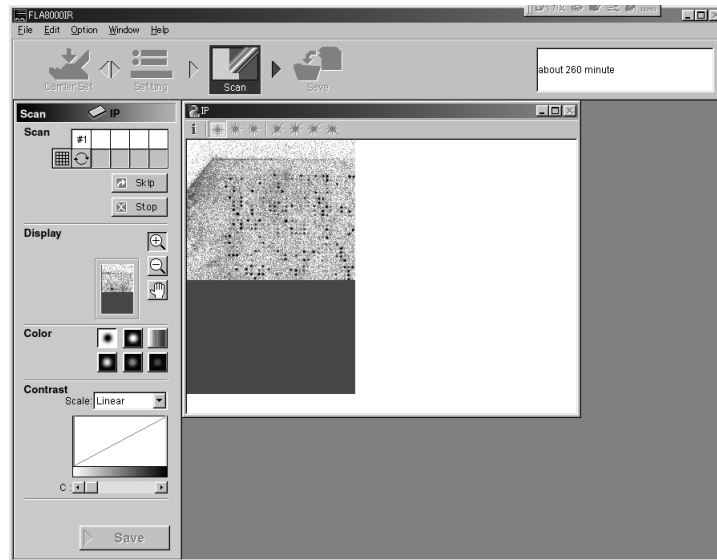 FLA8000IR
File Edit Option Window Help
Carrier Set Setting Scan Save
about 260 minute
Scan IP
Scan
#1
Skip
Stop
Display
Color
Contrast
Scale: Linear
C :
Save
IP
i